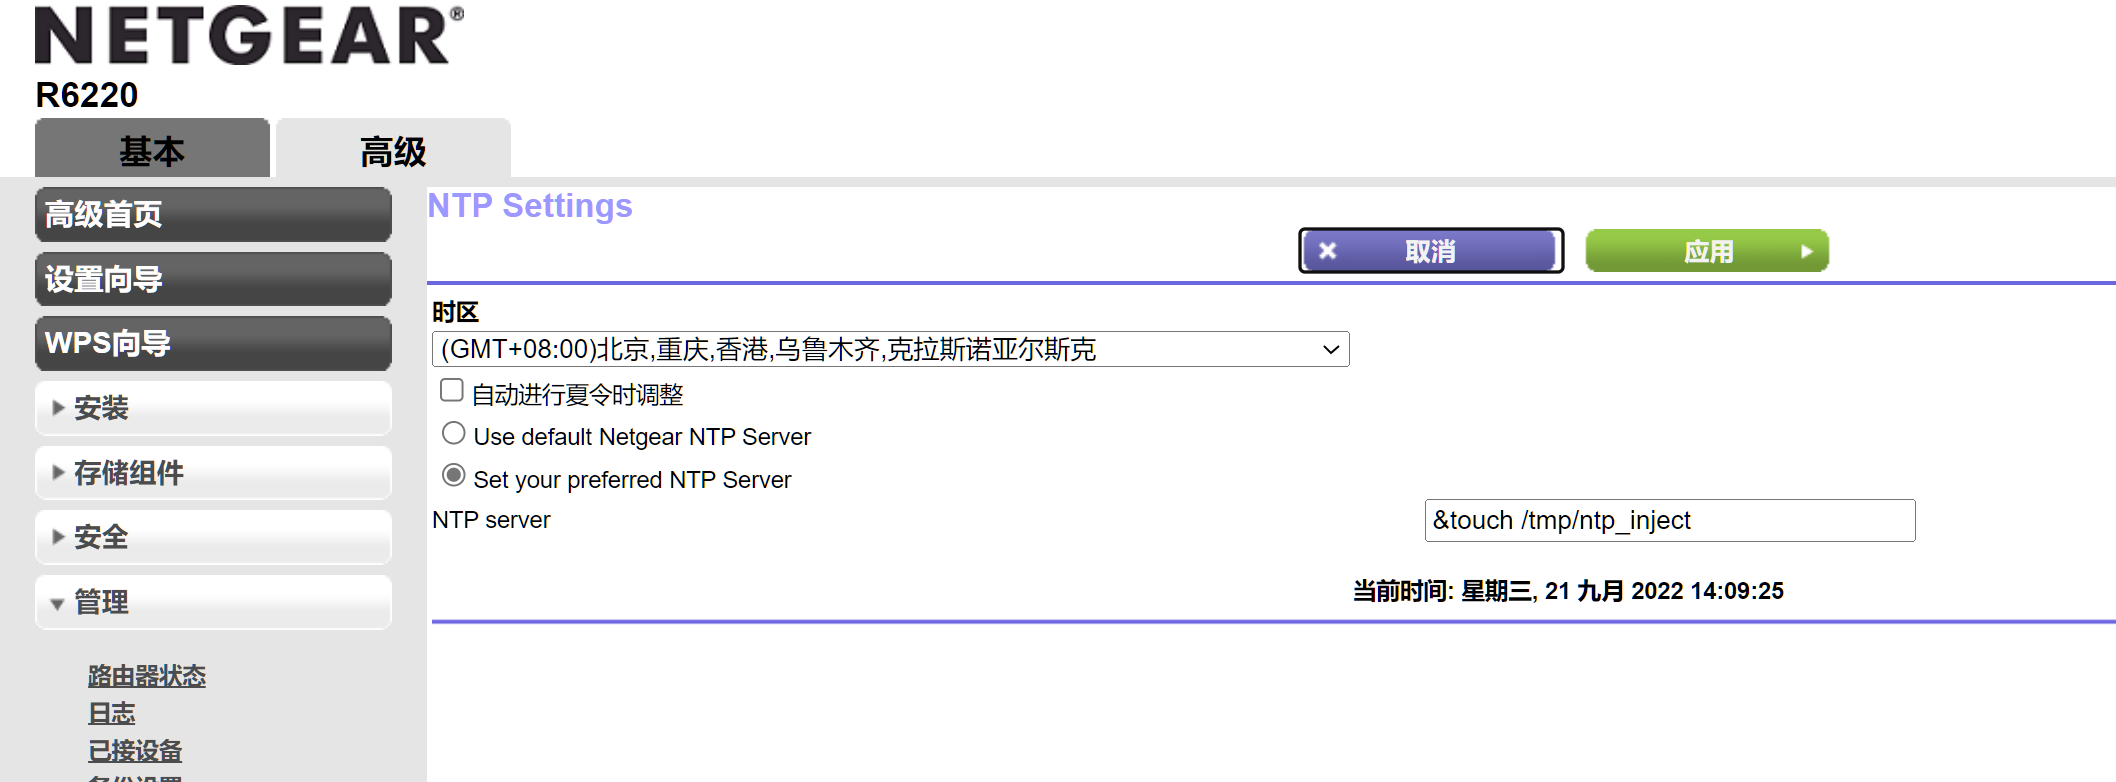 NETGEAR®
R6220
基本
高级
高级首页
设置向导
WPS向导
安装
存储组件
安全
管理
路由器状态
日志
已接设备
备份设置
NTP Settings
取消
应用
时区
(GMT+08:00)北京,重庆,香港,乌鲁木齐,克拉斯诺亚尔斯克
自动进行夏令时调整
Use default Netgear NTP Server
Set your preferred NTP Server
NTP server
&touch /tmp/ntp_inject
当前时间: 星期三, 21 九月 2022 14:09:25